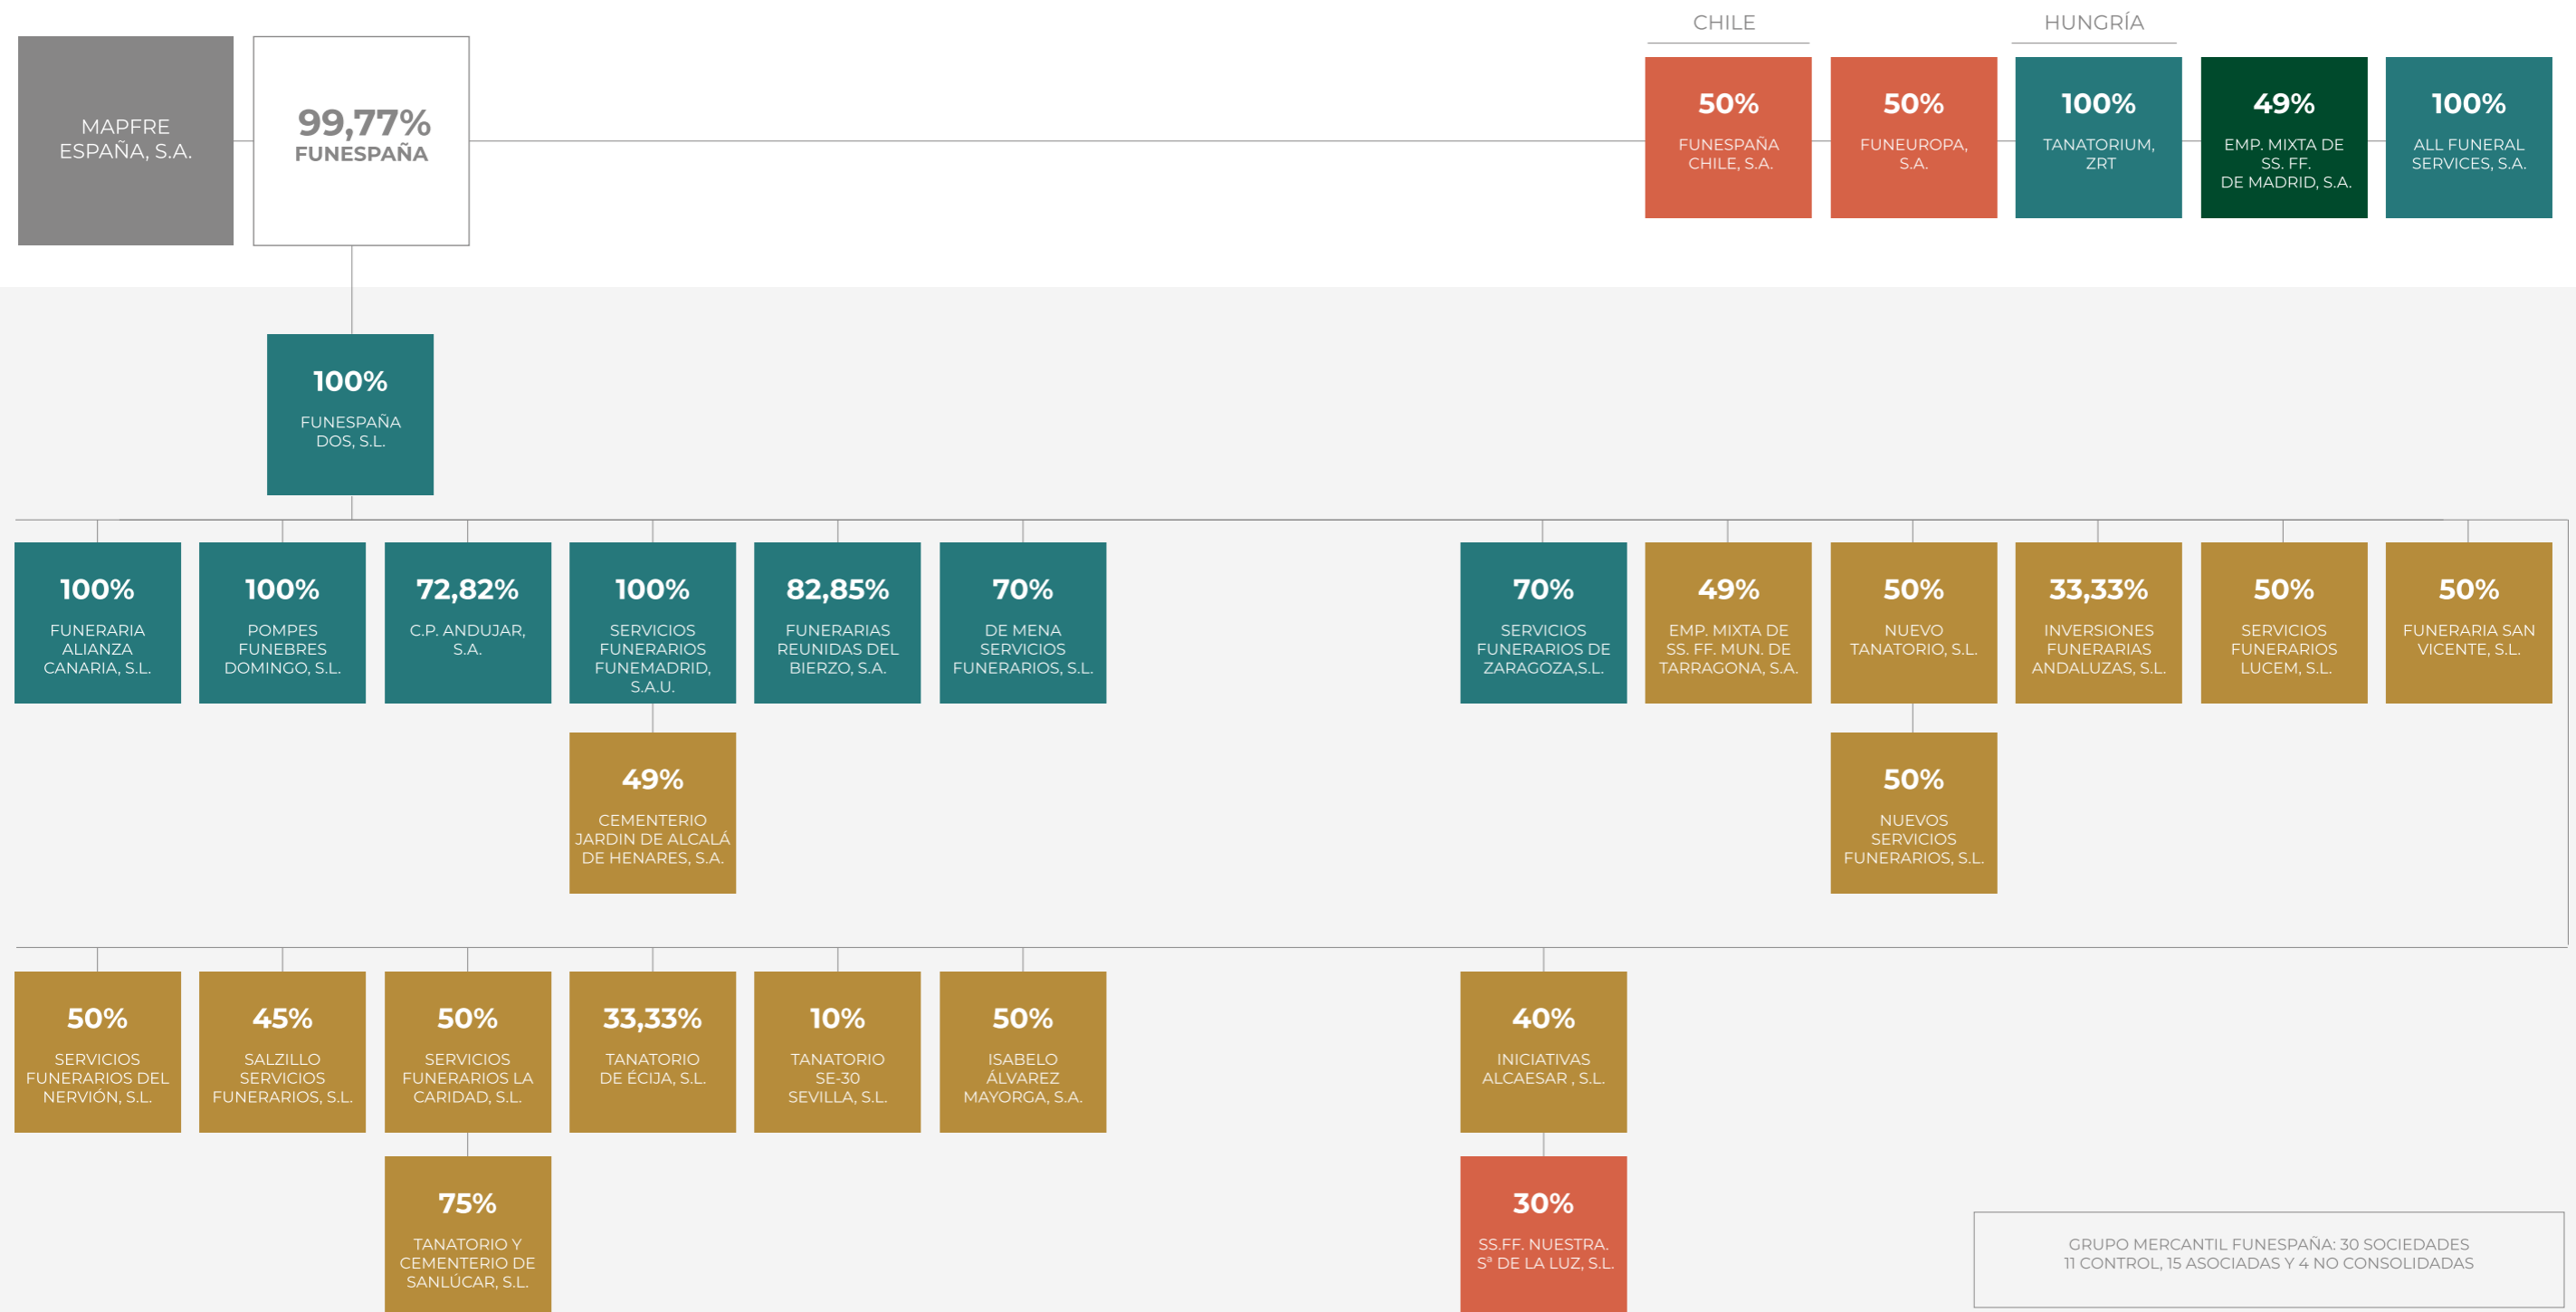 CHILE
HUNGRÍA
MAPFRE
ESPAÑA, S.A.
99,77%
FUNESPAÑA
50%
FUNESPAÑA
CHILE, S.A.
50%
FUNEUROPA,
S.A.
100%
TANATORIUM,
ZRT
49%
EMP. MIXTA DE
SS. FF.
DE MADRID, S.A.
100%
ALL FUNERAL
SERVICES, S.A.
100%
FUNESPAÑA
DOS, S.L.
100%
FUNERARIA
ALIANZA
CANARIA, S.L.
100%
POMPES
FUNEBRES
DOMINGO, S.L.
72,82%
C.P. ANDUJAR,
S.A.
100%
SERVICIOS
FUNERARIOS
FUNEMADRID,
S.A.U.
82,85%
FUNERARIAS
REUNIDAS DEL
BIERZO, S.A.
70%
DE MENA
SERVICIOS
FUNERARIOS, S.L.
70%
SERVICIOS
FUNERARIOS DE
ZARAGOZA,S.L.
49%
EMP. MIXTA DE
SS. FF. MUN. DE
TARRAGONA, S.A.
50%
NUEVO
TANATORIO, S.L.
33,33%
INVERSIONES
FUNERARIAS
ANDALUZAS, S.L.
50%
SERVICIOS
FUNERARIOS
LUCEM, S.L.
50%
FUNERARIA SAN
VICENTE, S.L.
49%
CEMENTERIO
JARDIN DE ALCALÁ
DE HENARES, S.A.
50%
NUEVOS
SERVICIOS
FUNERARIOS, S.L.
50%
SERVICIOS
FUNERARIOS DEL
NERVIÓN, S.L.
45%
SALZILLO
SERVICIOS
FUNERARIOS, S.L.
50%
SERVICIOS
FUNERARIOS LA
CARIDAD, S.L.
33,33%
TANATORIO
DE ÉCIJA, S.L.
10%
TANATORIO
SE-30
SEVILLA, S.L.
50%
ISABELO
ÁLVAREZ
MAYORGA, S.A.
40%
INICIATIVAS
ALCAESAR , S.L.
75%
TANATORIO Y
CEMENTERIO DE
SANLÚCAR, S.L.
30%
SS.FF. NUESTRA.
Sª DE LA LUZ, S.L.
GRUPO MERCANTIL FUNESPAÑA: 30 SOCIEDADES
11 CONTROL, 15 ASOCIADAS Y 4 NO CONSOLIDADAS